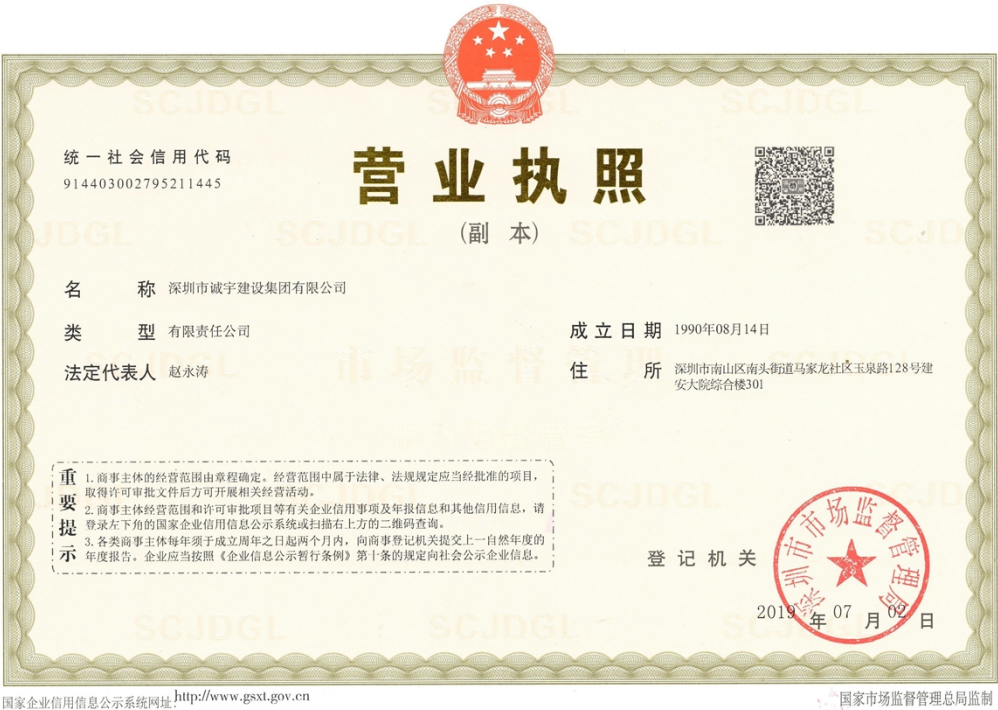 统一社会信用代码
914403002795211445
营业执照
(副 本)
名 称 深圳市诚宇建设集团有限公司
类 型 有限责任公司
成立日期 1990年08月14日
法定代表人 赵永涛
住 所 深圳市南山区南头街道马家龙社区玉泉路128号建
安大院综合楼301
重要提示
1. 商事主体的经营范围由章程确定。经营范围中属于法律、法规规定应当经批准的项目,
取得许可审批文件后方可开展相关经营活动。
2. 商事主体经营范围和许可审批项目等有关企业信用事项及年报信息和其他信用信息,请
登录左下角的国家企业信用信息公示系统或扫描右上方的二维码查询。
3. 各类商事主体每年须于成立周年之日起两个月内,向商事登记机关提交上一自然年度的
年度报告。企业应当按照《企业信息公示暂行条例》第十条的规定向社会公示企业信息。
登记机关
深圳市市场监督管理局
2019 年 07 月 02 日
国家企业信用信息公示系统网址:http://www.gsxt.gov.cn
国家市场监督管理总局监制
SCJDGL
市场监督管理